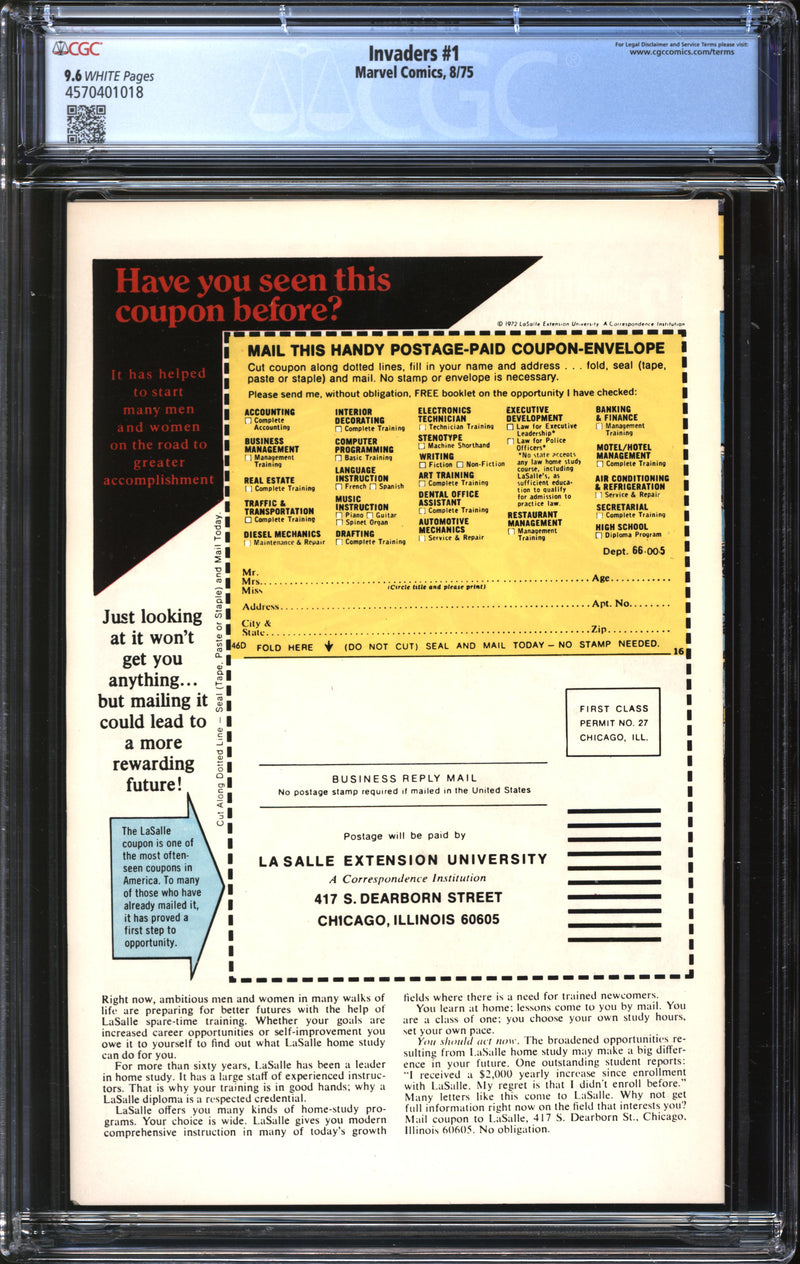 CGC
9.6 WHITE Pages
4570401018
Invaders #1
Marvel Comics, 8/75
For Legal Disclaimer and Service Terms please visit:
www.cgccomics.com/terms
CGC
Have you seen this
coupon before?
© 1972 LaSalle Extension University A Correspondence Institution
It has helped
to start
many men
and women
on the road to
greater
accomplishment
MAIL THIS HANDY POSTAGE-PAID COUPON-ENVELOPE
Cut coupon along dotted lines, fill in your name and address . . . fold, seal (tape,
paste or staple) and mail. No stamp or envelope is necessary.
Please send me, without obligation, FREE booklet on the opportunity I have checked:
ACCOUNTING
Complete
Accounting
BUSINESS
MANAGEMENT
Management
Training
REAL ESTATE
Complete Training
TRAFFIC &
TRANSPORTATION
Complete Training
DIESEL MECHANICS
Maintenance & Repair
INTERIOR
DECORATING
Complete Training
COMPUTER
PROGRAMMING
Basic Training
LANGUAGE
INSTRUCTION
French Spanish
MUSIC
INSTRUCTION
Piano Guitar
Spinet Organ
DRAFTING
Complete Training
ELECTRONICS
TECHNICIAN
Technician Training
STENOTYPE
Machine Shorthand
WRITING
Fiction Non-Fiction
ART TRAINING
Complete Training
DENTAL OFFICE
ASSISTANT
Complete Training
AUTOMOTIVE
MECHANICS
Service & Repair
EXECUTIVE
DEVELOPMENT
Law for Executive
Leadership*
Law for Police
Officers*
*No state accepts
any law home study
course, including
LaSalle's, as
sufficient educa-
tion to qualify
for admission to
practice law.
RESTAURANT
MANAGEMENT
Management
Training
BANKING
& FINANCE
Management
Training
MOTEL/HOTEL
MANAGEMENT
Complete Training
AIR CONDITIONING
& REFRIGERATION
Service & Repair
SECRETARIAL
Complete Training
HIGH SCHOOL
Diploma Program
Dept. 66-005
Mr.
Mrs. Age
Miss (Circle title and please print)
Address Apt. No.
City &
State Zip
46D FOLD HERE (DO NOT CUT) SEAL AND MAIL TODAY – NO STAMP NEEDED. 16
Cut Along Dotted Line – Seal (Tape, Paste or Staple) and Mail Today.
Just looking
at it won't
get you
anything...
but mailing it
could lead to
a more
rewarding
future!
The LaSalle
coupon is one of
the most often-
seen coupons in
America. To many
of those who have
already mailed it,
it has proved a
first step to
opportunity.
FIRST CLASS
PERMIT NO. 27
CHICAGO, ILL.
BUSINESS REPLY MAIL
No postage stamp required if mailed in the United States
Postage will be paid by
LA SALLE EXTENSION UNIVERSITY
A Correspondence Institution
417 S. DEARBORN STREET
CHICAGO, ILLINOIS 60605
Right now, ambitious men and women in many walks of
life are preparing for better futures with the help of
LaSalle spare-time training. Whether your goals are
increased career opportunities or self-improvement you
owe it to yourself to find out what LaSalle home study
can do for you.
For more than sixty years, LaSalle has been a leader
in home study. It has a large staff of experienced instruc-
tors. That is why your training is in good hands; why a
LaSalle diploma is a respected credential.
LaSalle offers you many kinds of home-study pro-
grams. Your choice is wide. LaSalle gives you modern
comprehensive instruction in many of today's growth
fields where there is a need for trained newcomers.
You learn at home; lessons come to you by mail. You
are a class of one; you choose your own study hours,
set your own pace.
You should act now. The broadened opportunities re-
sulting from LaSalle home study may make a big differ-
ence in your future. One outstanding student reports:
"I received a $2,000 yearly increase since enrollment
with LaSalle. My regret is that I didn't enroll before."
Many letters like this come to LaSalle. Why not get
full information right now on the field that interests you?
Mail coupon to LaSalle, 417 S. Dearborn St., Chicago,
Illinois 60605. No obligation.